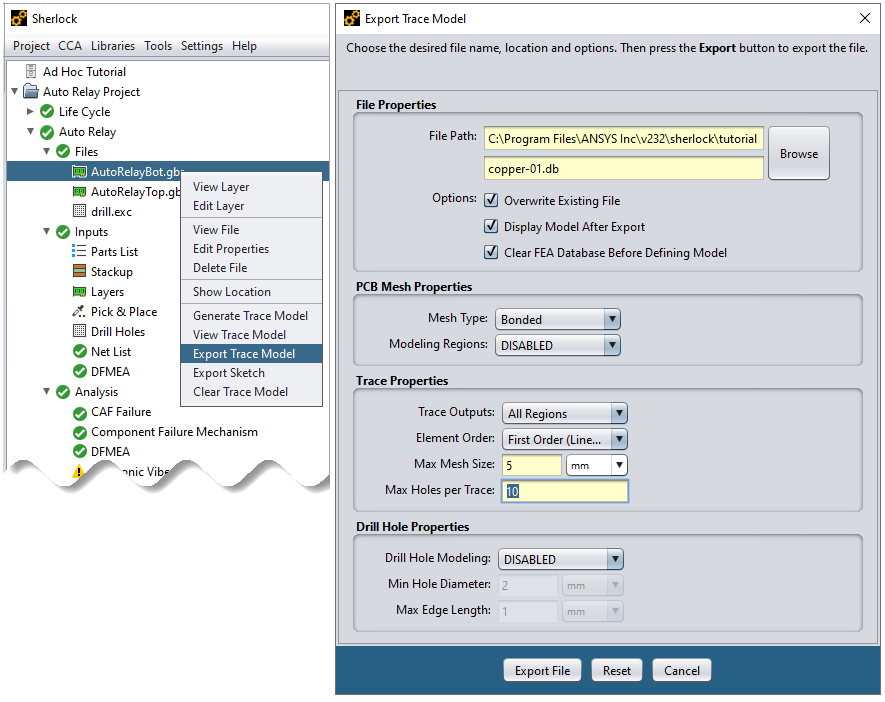 Sherlock
Project CCA Libraries Tools Settings Help
Ad Hoc Tutorial
Auto Relay Project
Life Cycle
Auto Relay
Files
AutoRelayBot.gb
AutoRelayTop.gb
drill.exc
Inputs
Parts List
Stackup
Layers
Pick & Place
Drill Holes
Net List
DFMEA
Analysis
CAF Failure
Component Failure Mechanism
DFMEA
View Layer
Edit Layer
View File
Edit Properties
Delete File
Show Location
Generate Trace Model
View Trace Model
Export Trace Model
Export Sketch
Clear Trace Model
Export Trace Model
Choose the desired file name, location and options. Then press the Export button to export the file.
File Properties
File Path: C:\Program Files\ANSYS Inc\v232\sherlock\tutorial
Browse
copper-01.db
Options: Overwrite Existing File
Display Model After Export
Clear FEA Database Before Defining Model
PCB Mesh Properties
Mesh Type: Bonded
Modeling Regions: DISABLED
Trace Properties
Trace Outputs: All Regions
Element Order: First Order (Line...
Max Mesh Size: 5 mm
Max Holes per Trace: 10
Drill Hole Properties
Drill Hole Modeling: DISABLED
Min Hole Diameter: 2 mm
Max Edge Length: 1 mm
Export File Reset Cancel